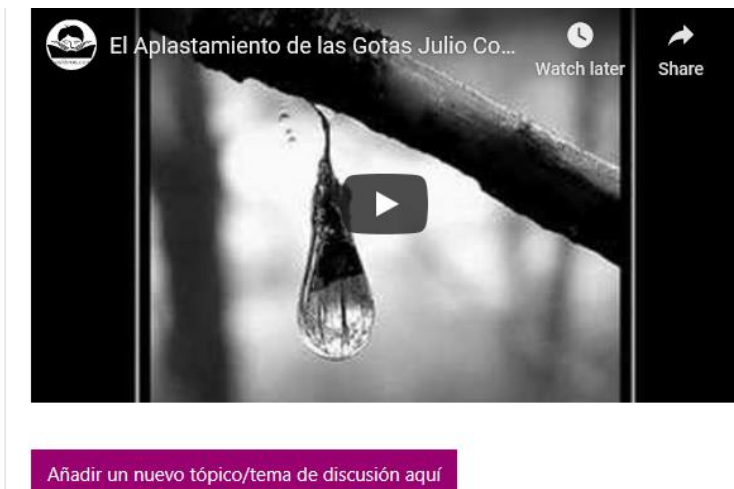 El Aplastamiento de las Gotas Julio Co...
Watch later
Share
Añadir un nuevo tópico/tema de discusión aquí